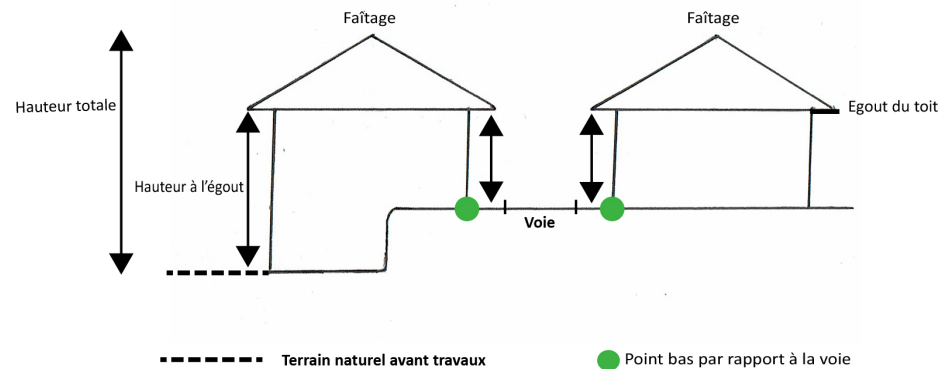 Faîtage
Faîtage
Hauteur totale
Egout du toit
Hauteur à l'égout
Voie
Terrain naturel avant travaux
Point bas par rapport à la voie